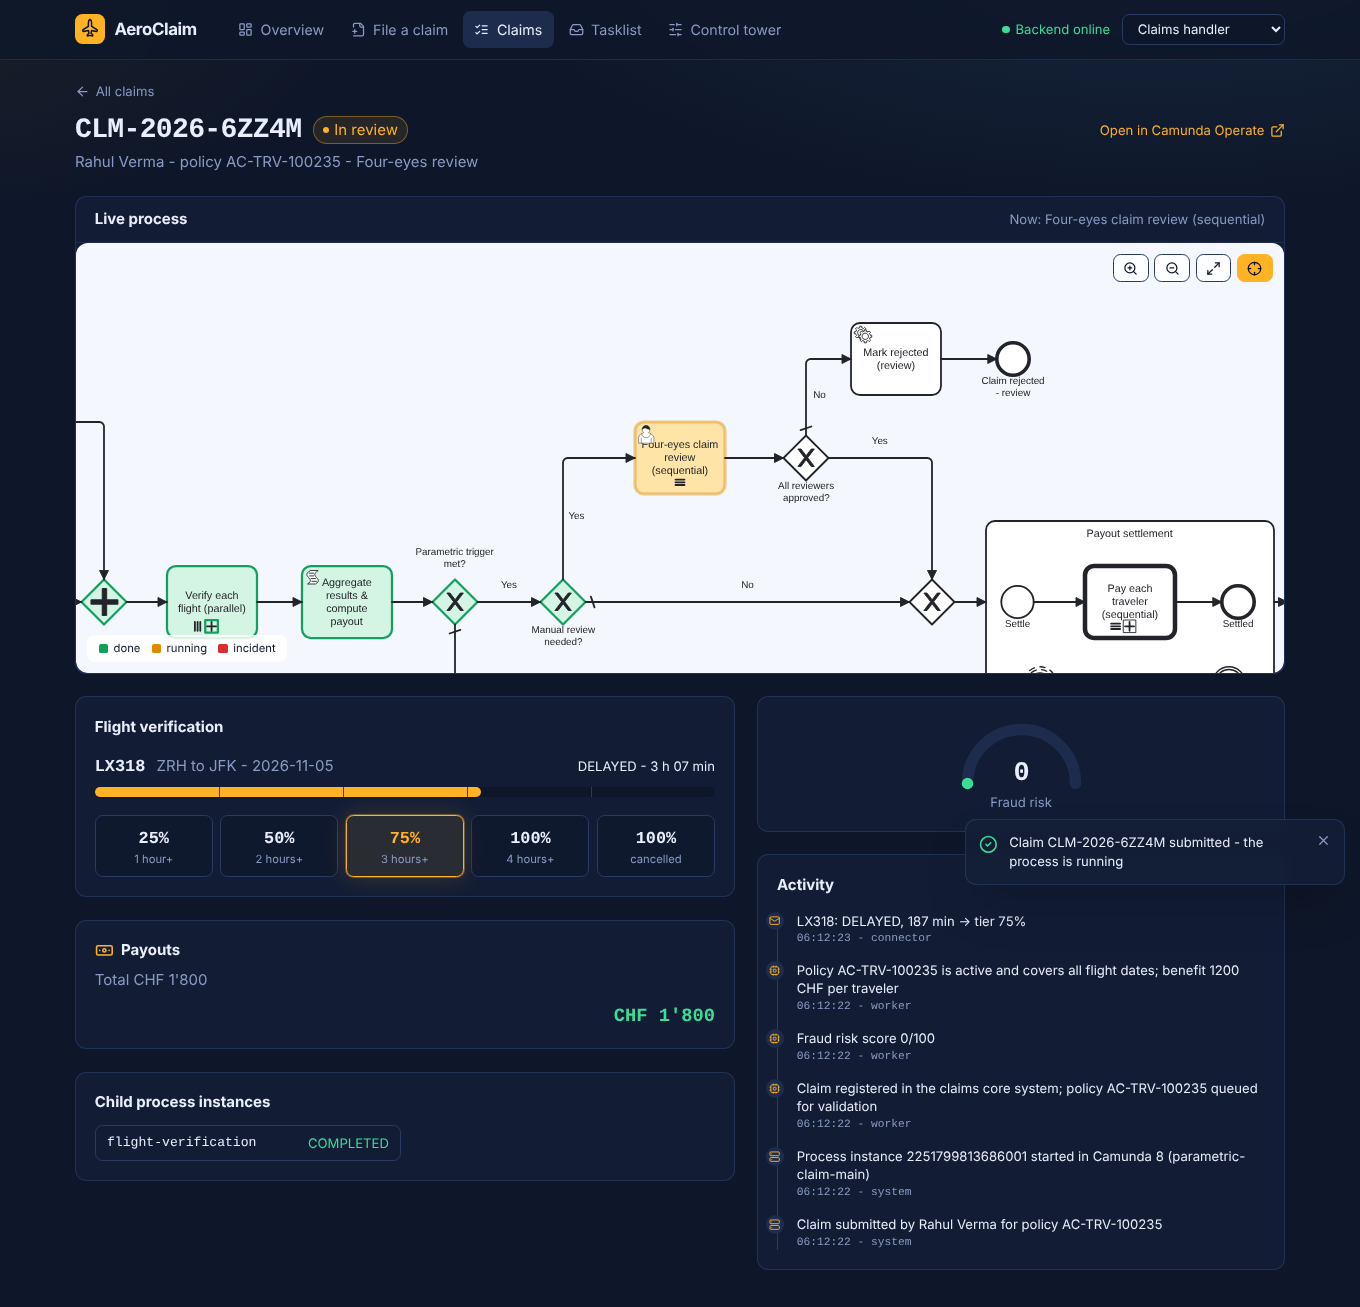 AeroClaim
Overview
File a claim
Claims
Tasklist
Control tower
Backend online
Claims handler
All claims
CLM-2026-6ZZ4M
In review
Open in Camunda Operate
Rahul Verma - policy AC-TRV-100235 - Four-eyes review
Live process
Now: Four-eyes claim review (sequential)
Mark rejected
(review)
Claim rejected
- review
No
Four-eyes claim
review
(sequential)
Yes
All reviewers
approved?
Yes
Payout settlement
Parametric trigger
met?
Verify each
flight (parallel)
Aggregate
results &
compute
payout
Yes
Manual review
needed?
No
Settle
Pay each
traveler
(sequential)
Settled
done
running
incident
Flight verification
LX318 ZRH to JFK - 2026-11-05
DELAYED - 3 h 07 min
25%
1 hour+
50%
2 hours+
75%
3 hours+
100%
4 hours+
100%
cancelled
Payouts
Total CHF 1'800
CHF 1'800
Child process instances
flight-verification
COMPLETED
0
Fraud risk
Claim CLM-2026-6ZZ4M submitted - the
process is running
Activity
LX318: DELAYED, 187 min → tier 75%
06:12:23 - connector
Policy AC-TRV-100235 is active and covers all flight dates; benefit 1200
CHF per traveler
06:12:22 - worker
Fraud risk score 0/100
06:12:22 - worker
Claim registered in the claims core system; policy AC-TRV-100235 queued
for validation
06:12:22 - worker
Process instance 2251799813686001 started in Camunda 8 (parametric-
claim-main)
06:12:22 - system
Claim submitted by Rahul Verma for policy AC-TRV-100235
06:12:22 - system